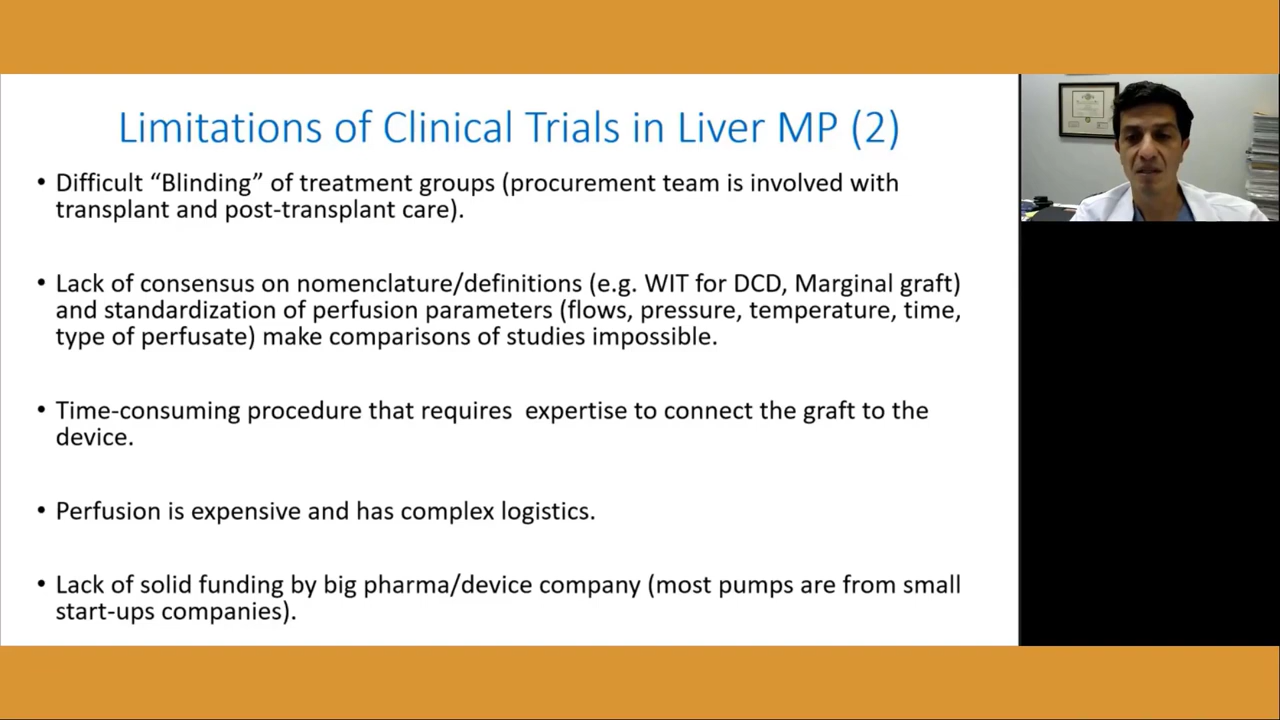 Limitations of Clinical Trials in Liver MP (2)
• Difficult “Blinding” of treatment groups (procurement team is involved with
transplant and post-transplant care).
• Lack of consensus on nomenclature/definitions (e.g. WIT for DCD, Marginal graft)
and standardization of perfusion parameters (flows, pressure, temperature, time,
type of perfusate) make comparisons of studies impossible.
• Time-consuming procedure that requires  expertise to connect the graft to the
device.
• Perfusion is expensive and has complex logistics.
• Lack of solid funding by big pharma/device company (most pumps are from small
start-ups companies).